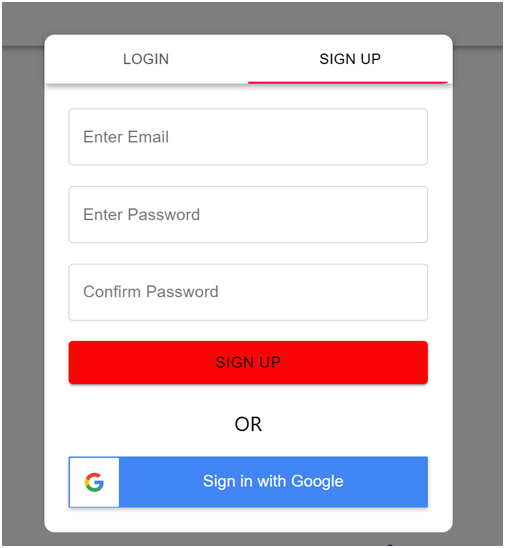 LOGIN
SIGN UP
Enter Email
Enter Password
Confirm Password
SIGN UP
OR
Sign in with Google